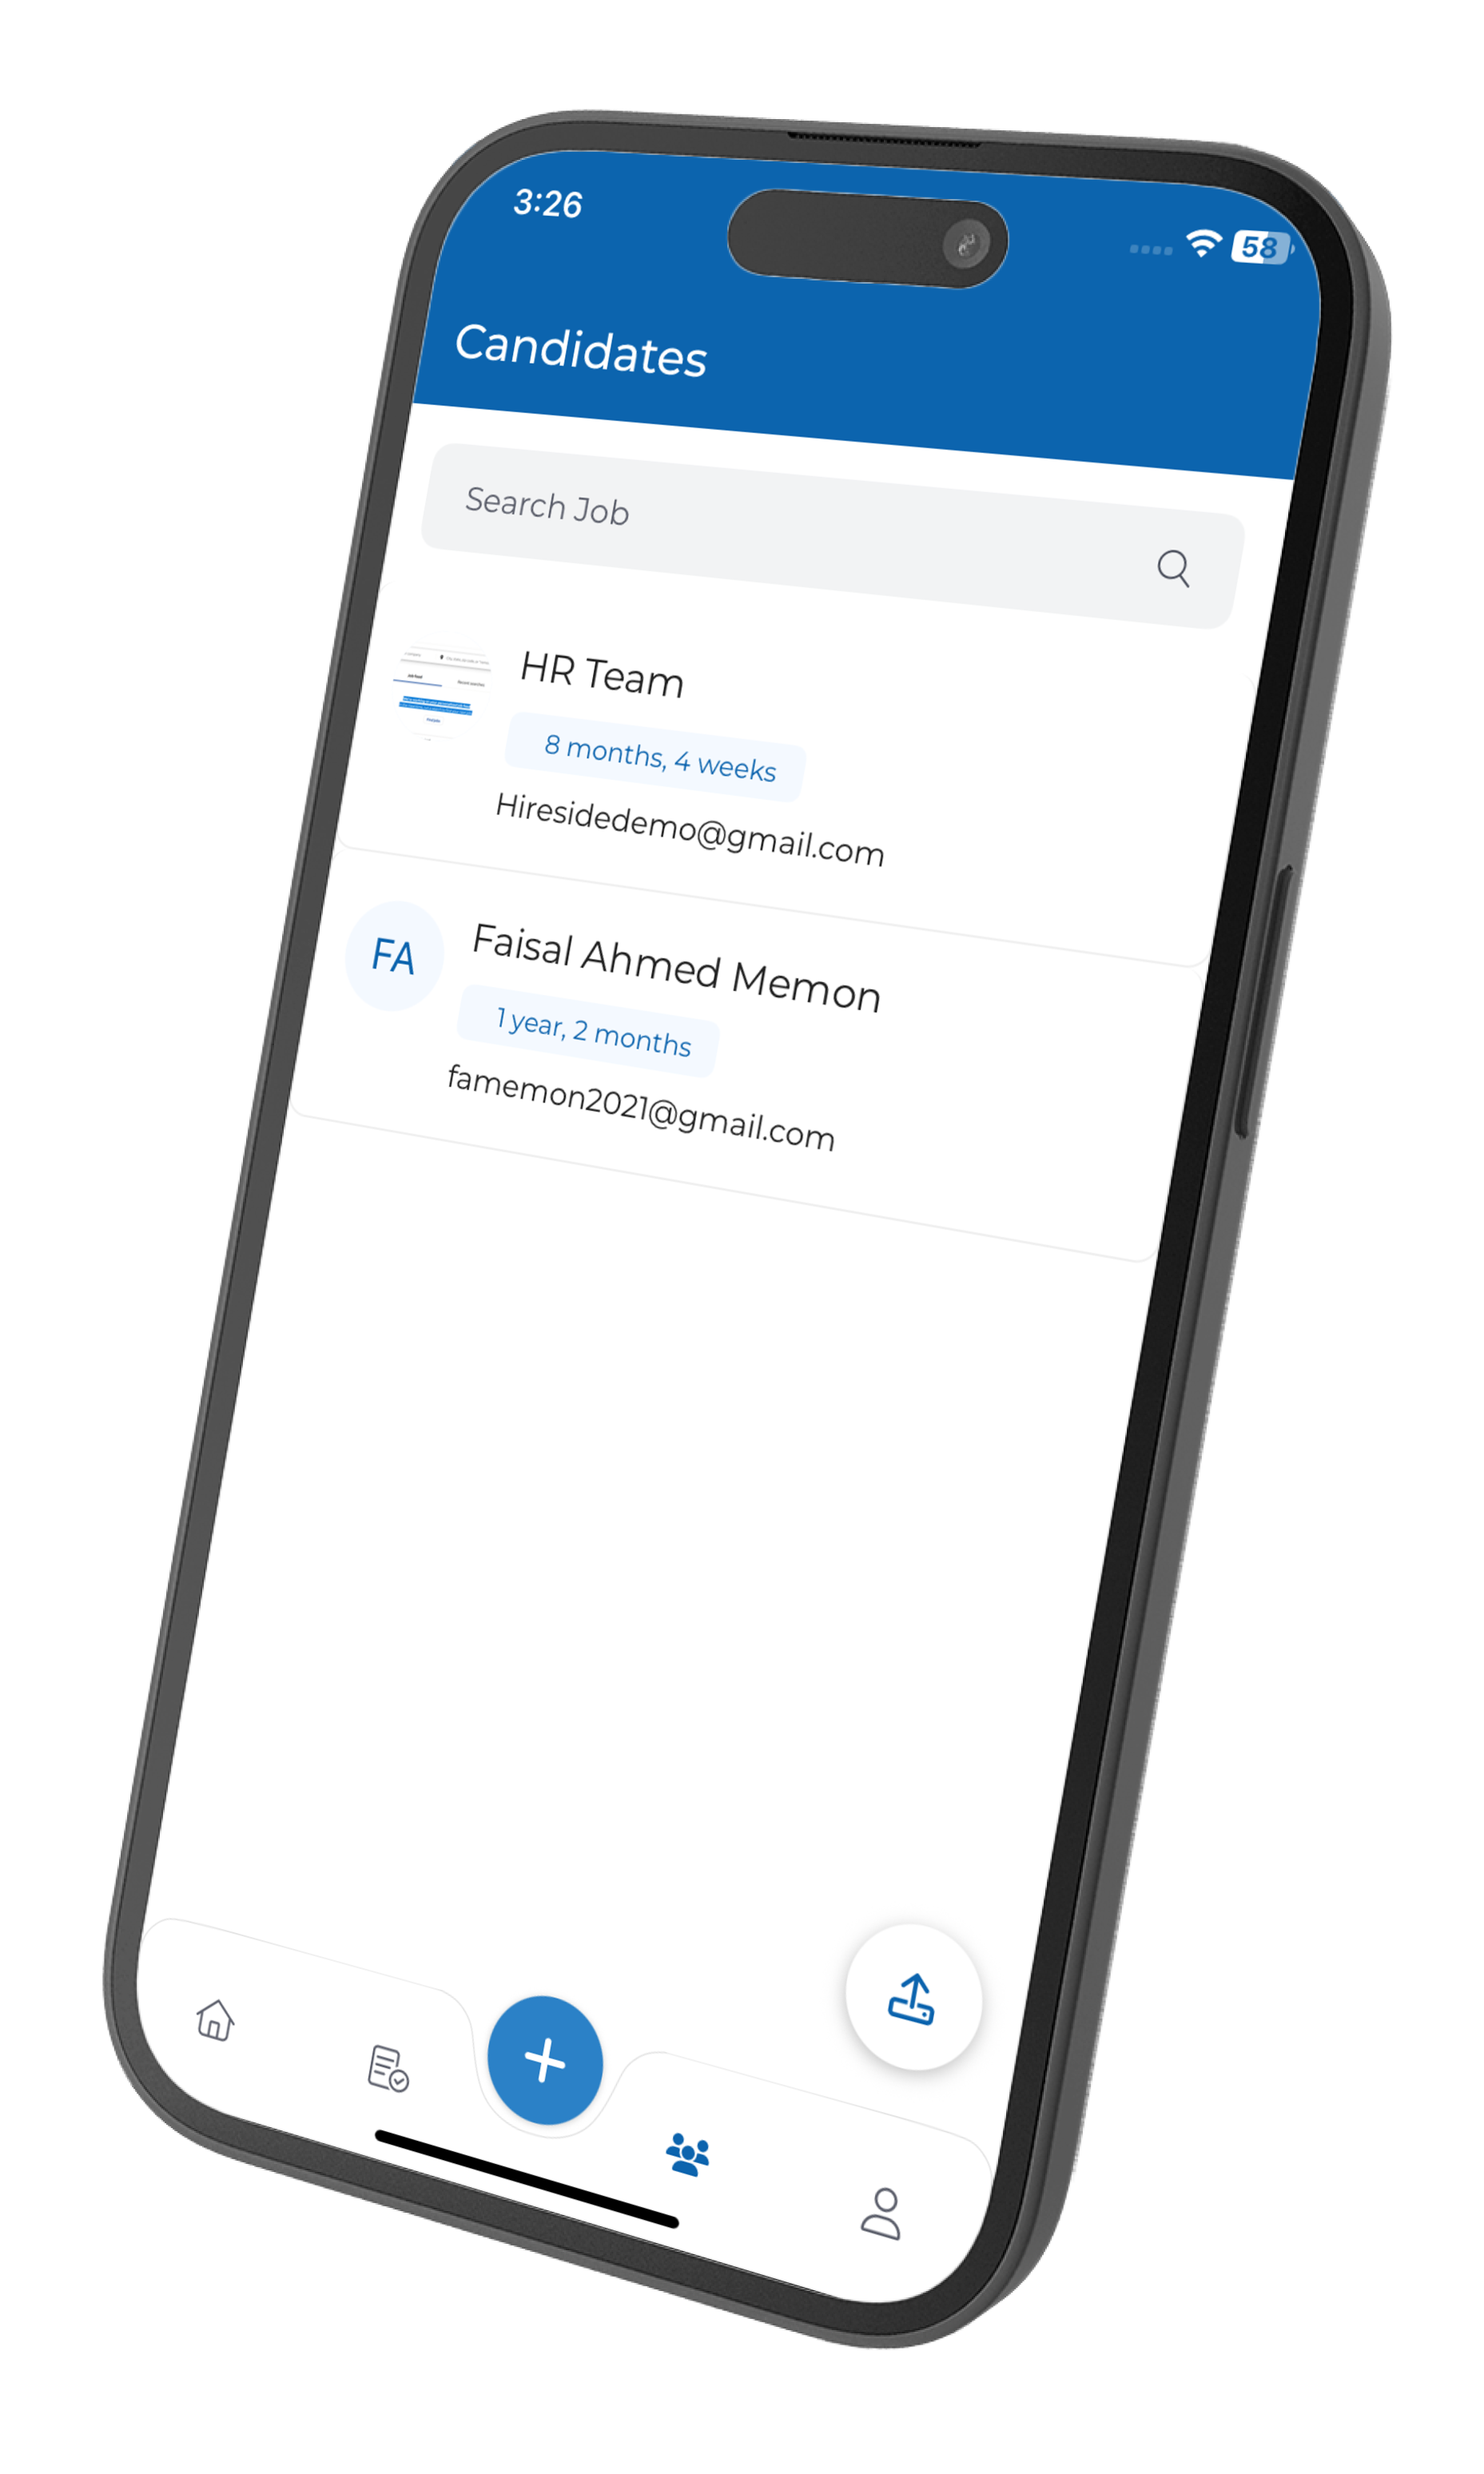 3:26
58
Candidates
Search Job
HR Team
8 months, 4 weeks
Hiresidedemo@gmail.com
FA
Faisal Ahmed Memon
1 year, 2 months
famemon2021@gmail.com